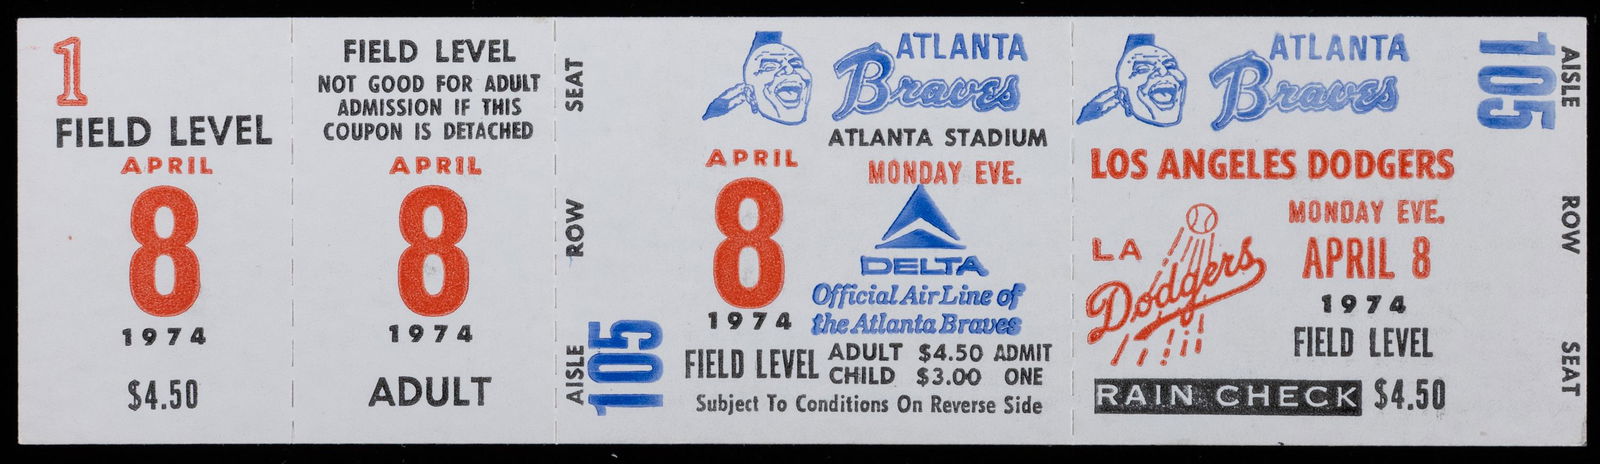 1
FIELD LEVEL
APRIL
8
1974
$4.50
FIELD LEVEL
NOT GOOD FOR ADULT
ADMISSION IF THIS
COUPON IS DETACHED
APRIL
8
1974
ADULT
SEAT
ROW
AISLE
105
ATLANTA
Braves
ATLANTA STADIUM
APRIL
8
1974
MONDAY EVE.
DELTA
Official Air Line of
the Atlanta Braves
FIELD LEVEL
ADULT $4.50 ADMIT
CHILD $3.00 ONE
Subject To Conditions On Reverse Side
ATLANTA
Braves
LOS ANGELES DODGERS
LA
Dodgers
MONDAY EVE.
APRIL 8
1974
FIELD LEVEL
RAIN CHECK $4.50
105
AISLE
ROW
SEAT